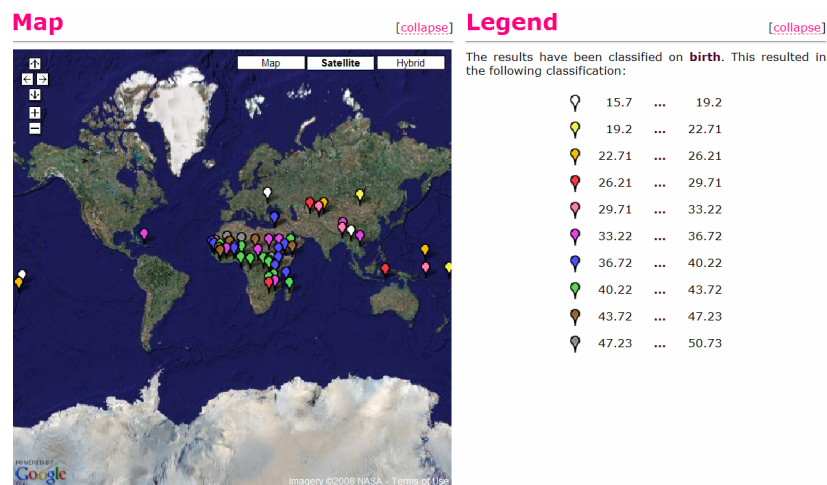 Map
[collapse]
Map
Satellite
Hybrid
POWERED BY
Google
Imagery ©2008 NASA - Terms of Use
Legend
[collapse]
The results have been classified on birth. This resulted in
the following classification:
15.7 ... 19.2
19.2 ... 22.71
22.71 ... 26.21
26.21 ... 29.71
29.71 ... 33.22
33.22 ... 36.72
36.72 ... 40.22
40.22 ... 43.72
43.72 ... 47.23
47.23 ... 50.73